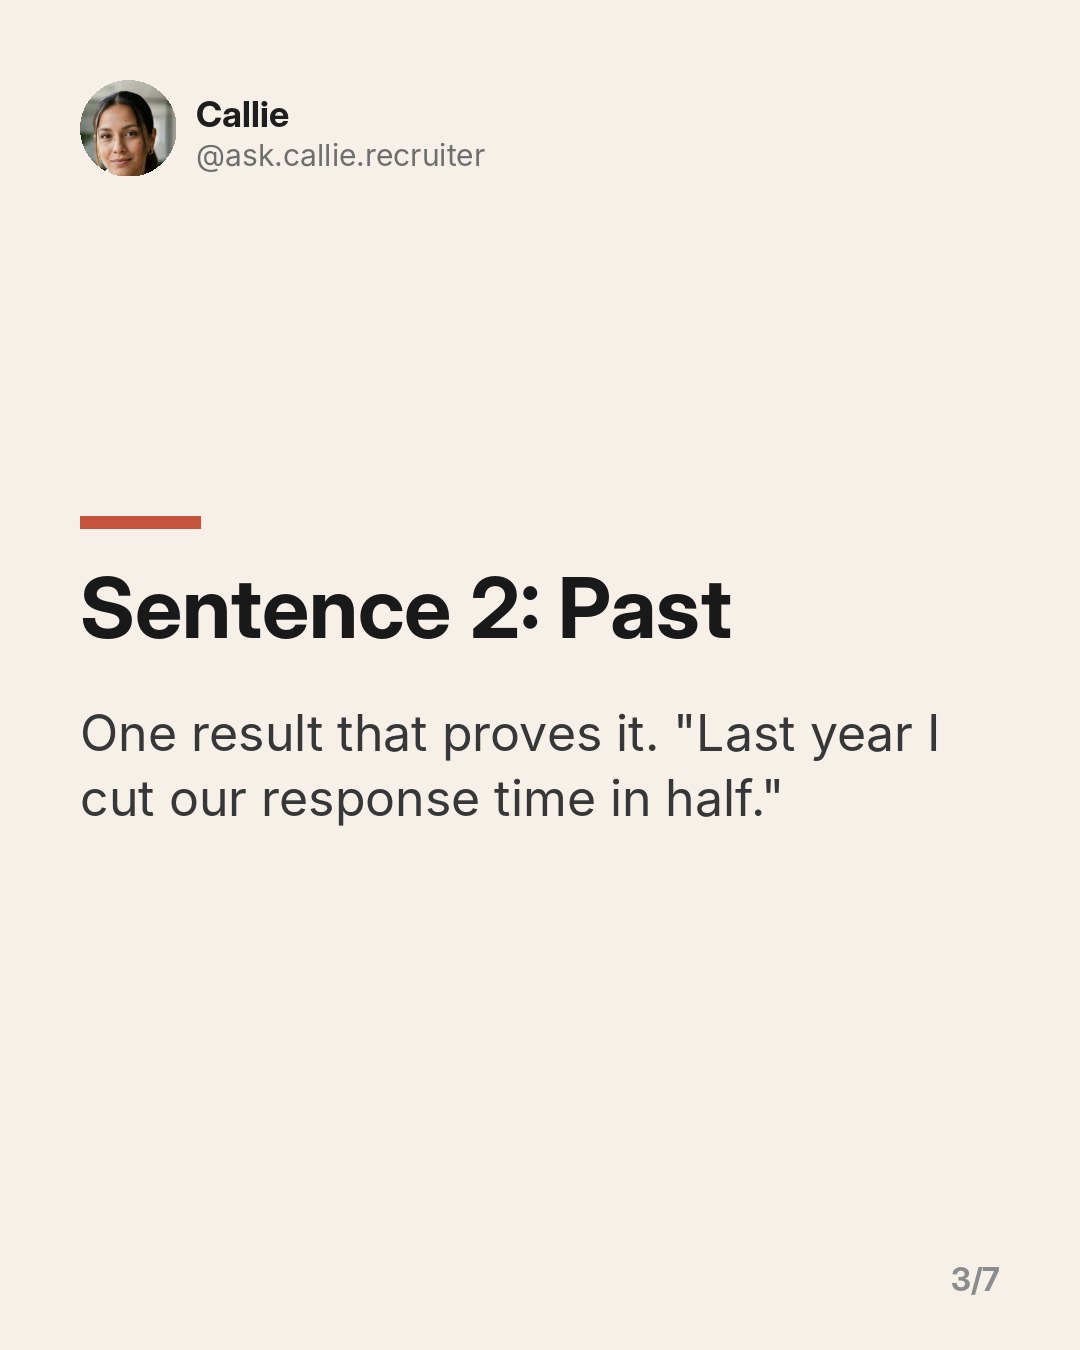 Callie
@ask.callie.recruiter
Sentence 2: Past
One result that proves it. "Last year I
cut our response time in half."
3/7